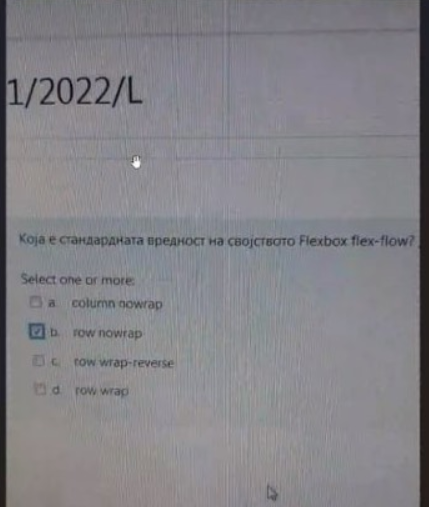 1/2022/L
Која е стандардната вредност на својството Flexbox flex-flow?
Select one or more:
a. column nowrap
b. row nowrap
c. row wrap-reverse
d. row wrap